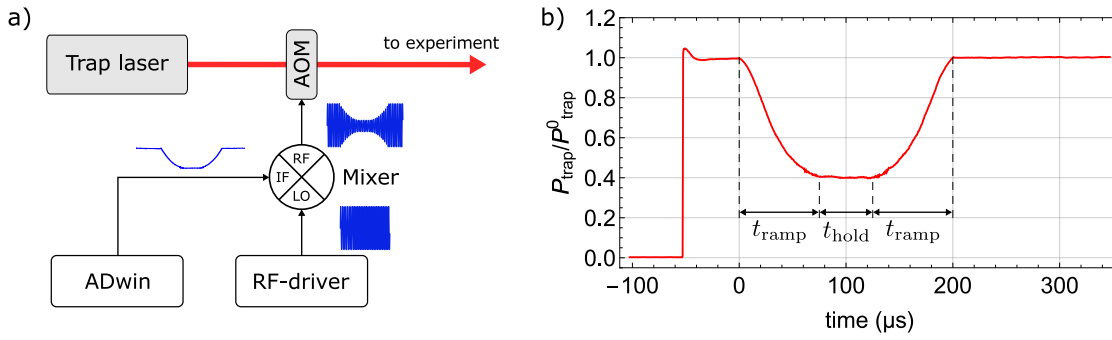 a)
Trap laser
AOM
to experiment
RF
IF
LO
Mixer
ADwin
RF-driver
b)
P_trap/P^0_trap
1.2
1.0
0.8
0.6
0.4
0.2
0.0
t_ramp t_hold t_ramp
−100 0 100 200 300
time (μs)